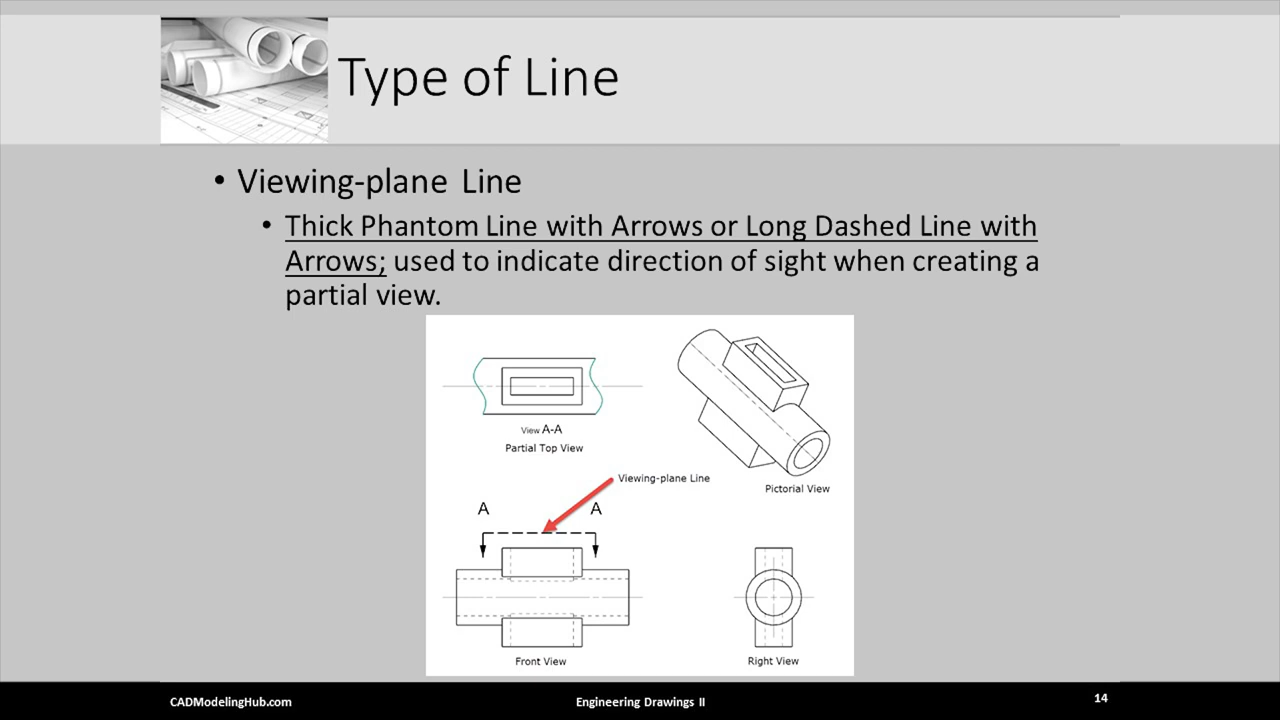 Type of Line
• Viewing-plane Line
• Thick Phantom Line with Arrows or Long Dashed Line with
Arrows; used to indicate direction of sight when creating a
partial view.
View A-A
Partial Top View
Pictorial View
Viewing-plane Line
A A
Front View
Right View
CADModelingHub.com
Engineering Drawings II
14